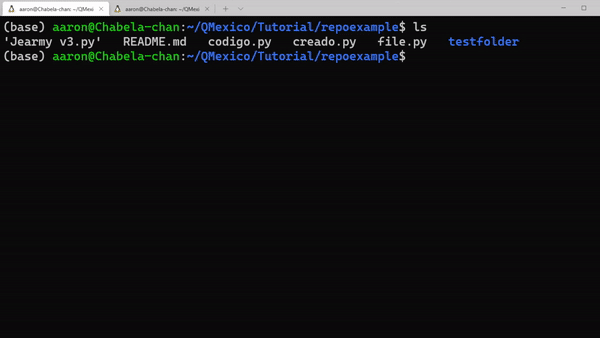 aaron@Chabela-chan: ~/QMexi
aaron@Chabela-chan: ~/QMexi
(base) aaron@Chabela-chan:~/QMexico/Tutorial/repoexample$ ls
'Jearmy v3.py' README.md codigo.py creado.py file.py testfolder
(base) aaron@Chabela-chan:~/QMexico/Tutorial/repoexample$